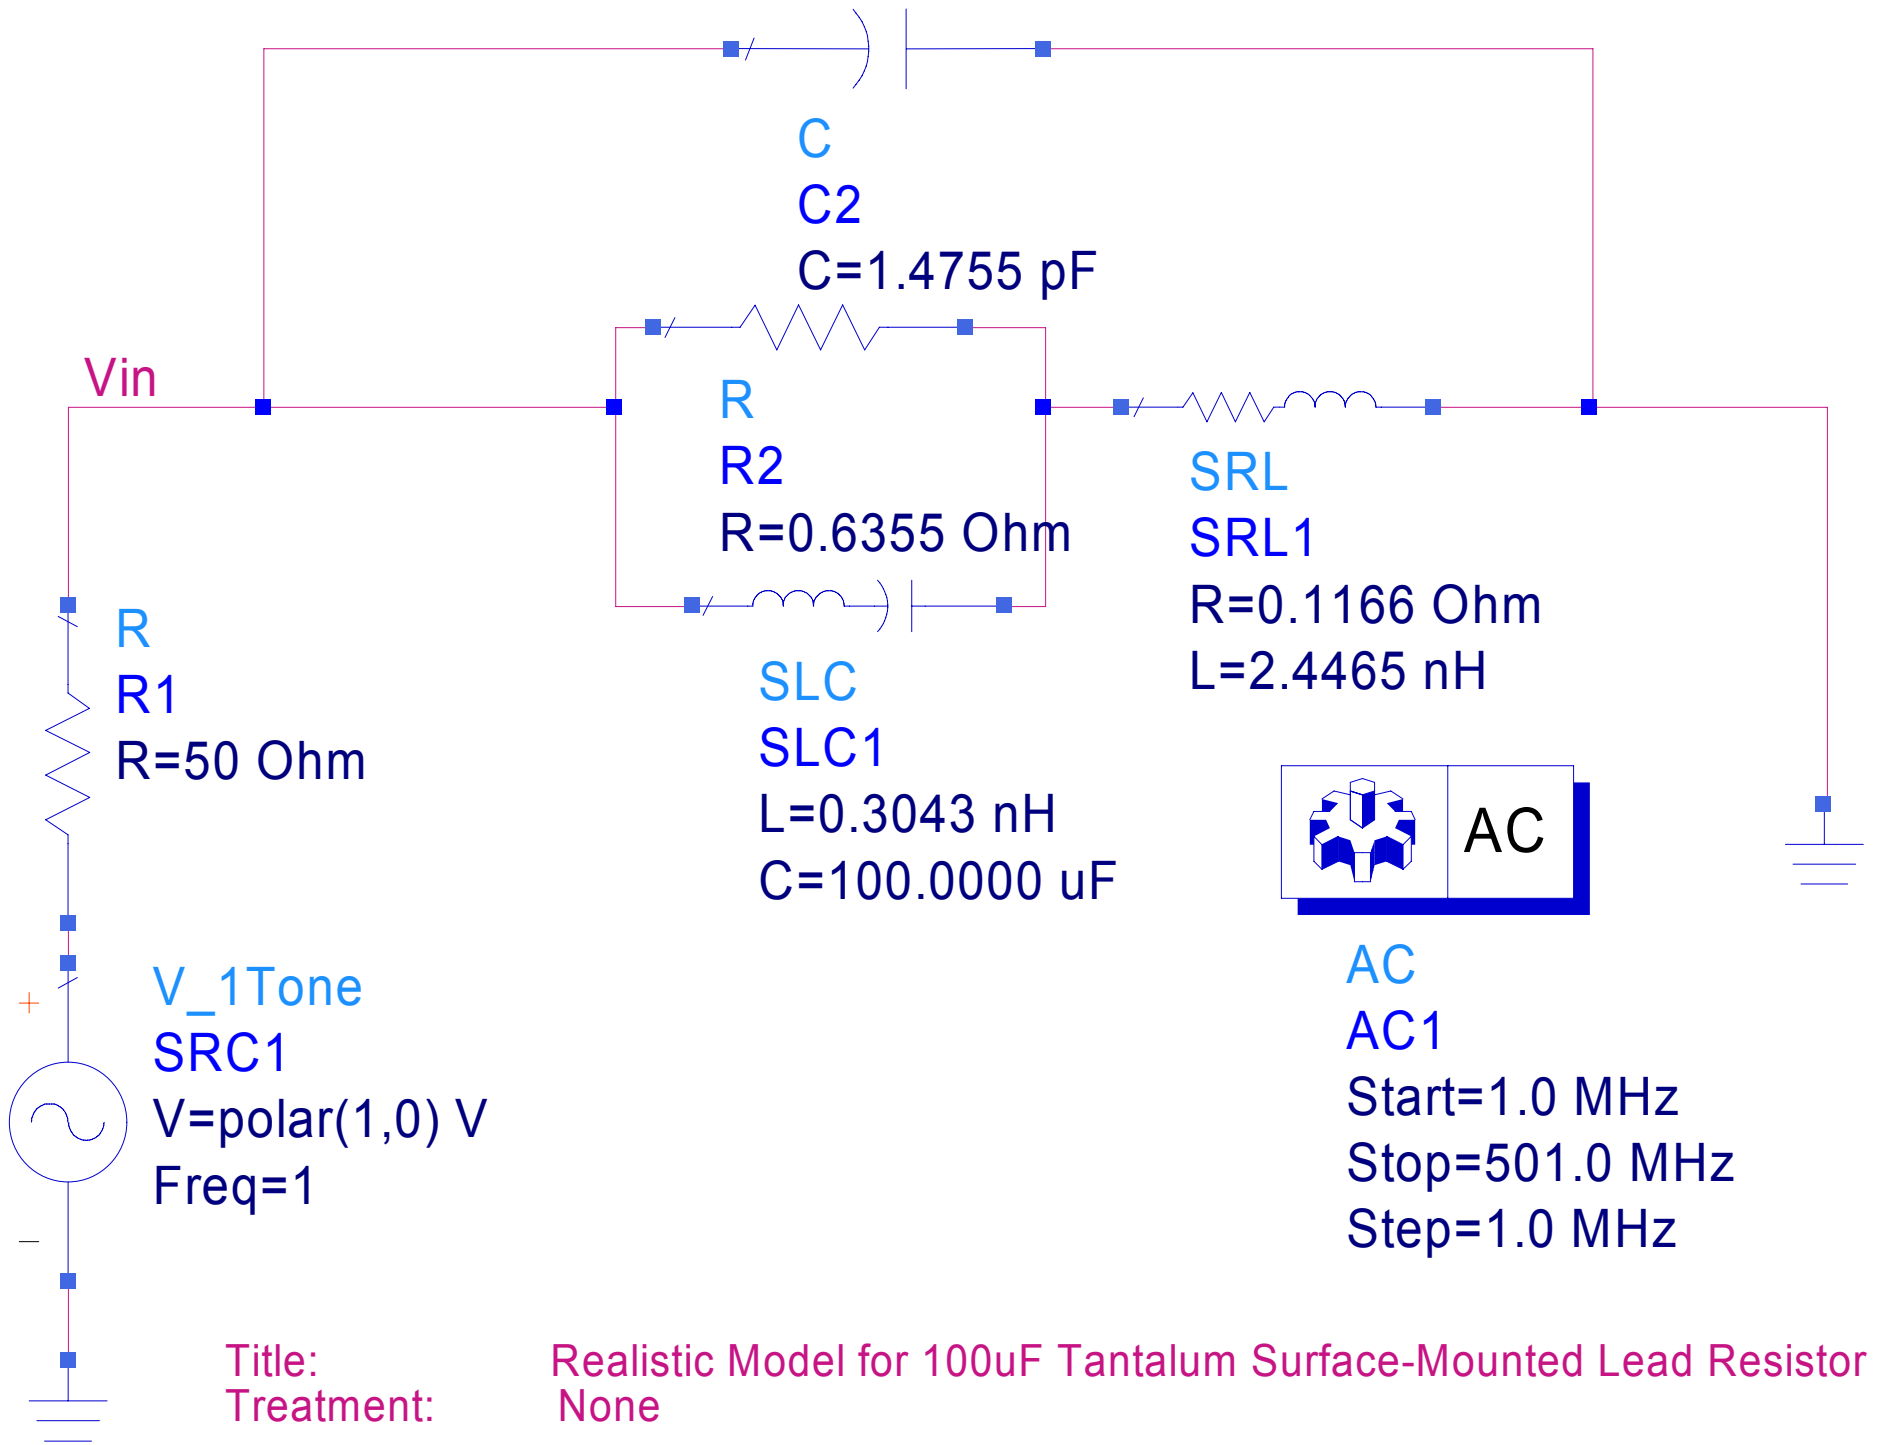 C
C2
C=1.4755 pF
Vin
R
R2
R=0.6355 Ohm
SRL
SRL1
R=0.1166 Ohm
L=2.4465 nH
R
R1
R=50 Ohm
SLC
SLC1
L=0.3043 nH
C=100.0000 uF
AC
AC
AC1
Start=1.0 MHz
Stop=501.0 MHz
Step=1.0 MHz
+
V_1Tone
SRC1
V=polar(1,0) V
Freq=1
−
Title: Realistic Model for 100uF Tantalum Surface-Mounted Lead Resistor
Treatment: None